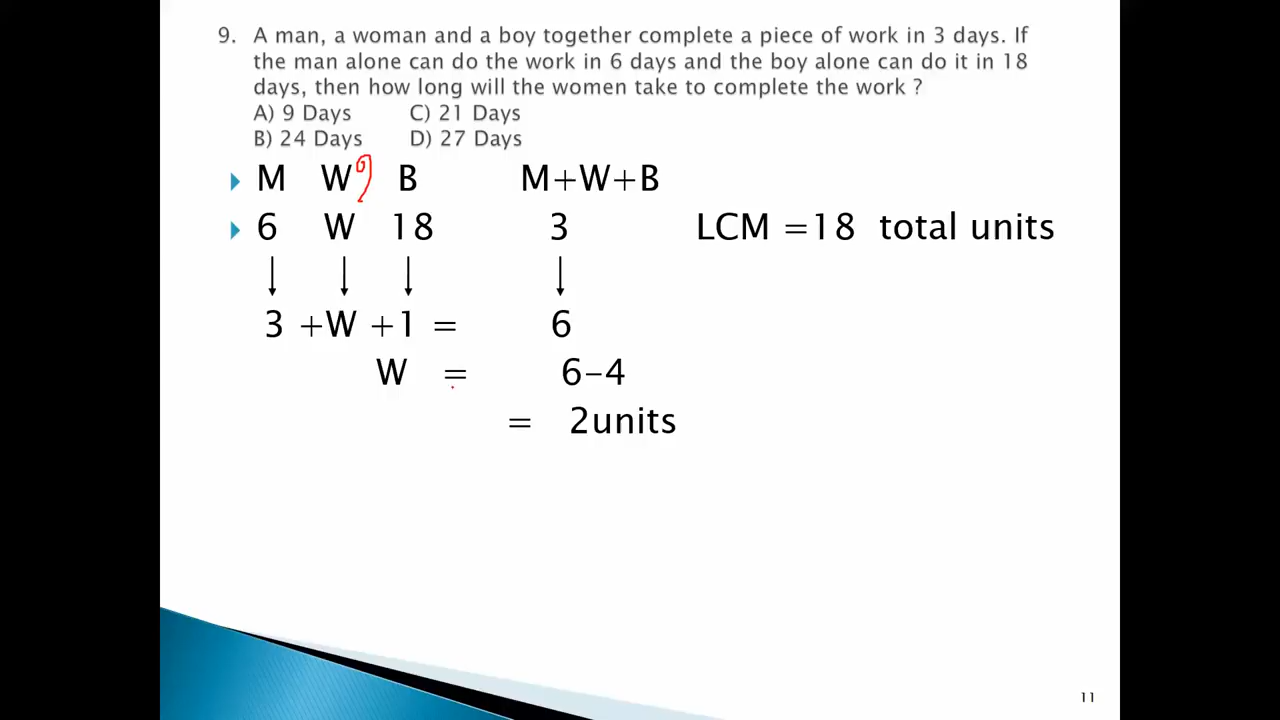 9. A man, a woman and a boy together complete a piece of work in 3 days. If
the man alone can do the work in 6 days and the boy alone can do it in 18
days, then how long will the women take to complete the work ?
A) 9 Days C) 21 Days
B) 24 Days D) 27 Days
M W B M+W+B
6 W 18 3 LCM =18 total units
3 +W +1 = 6
W = 6-4
= 2units
11